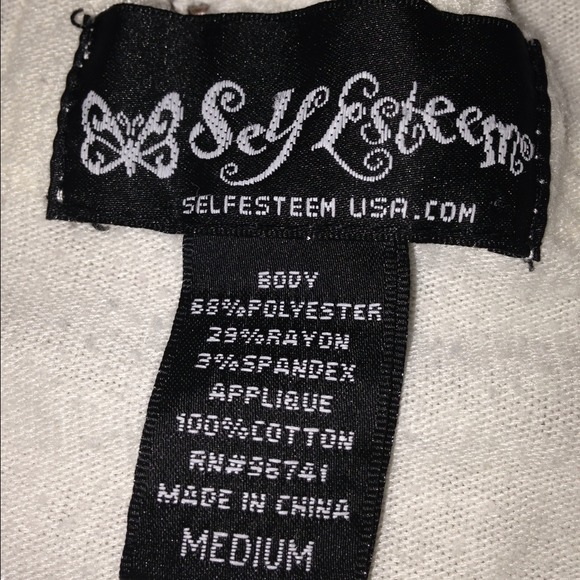 Self Esteem®
SELFESTEEM USA.COM
BODY
68%POLYESTER
29%RAYON
3%SPANDEX
APPLIQUE
100%COTTON
RN#96741
MADE IN CHINA
MEDIUM